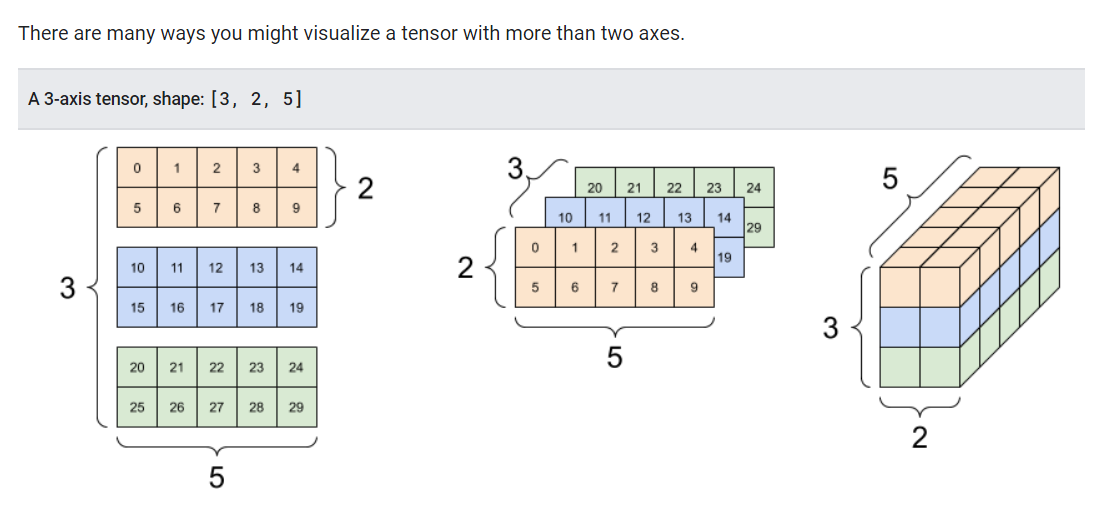 There are many ways you might visualize a tensor with more than two axes.
A 3-axis tensor, shape: [3, 2, 5]
0 1 2 3 4
5 6 7 8 9
2
10 11 12 13 14
15 16 17 18 19
3
20 21 22 23 24
25 26 27 28 29
5
3
20 21 22 23 24
10 11 12 13 14
29
0 1 2 3 4
19
2
5 6 7 8 9
5
5
3
2